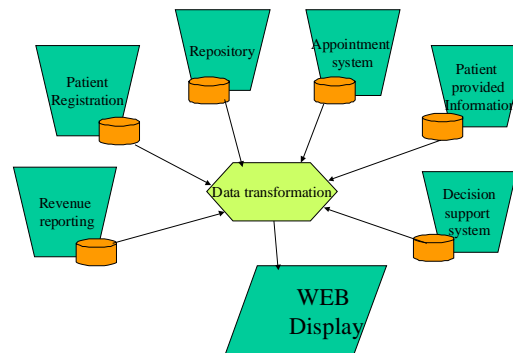 Repository
Appointment
system
Patient
Registration
Patient
provided
Information
Data transformation
Revenue
reporting
Decision
support
system
WEB
Display